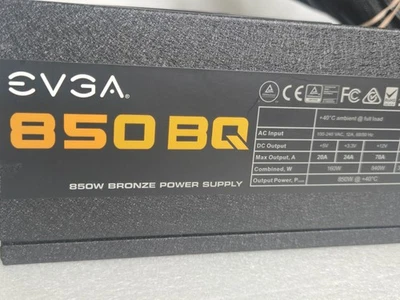 EVGA
850 BQ
850W BRONZE POWER SUPPLY
+40°C ambient @ full load
AC Input
DC Output +5V +3.3V +12V
Max Output, A 20A 24A 70A
Combined, W
Output Power, P 850W @ +40°C